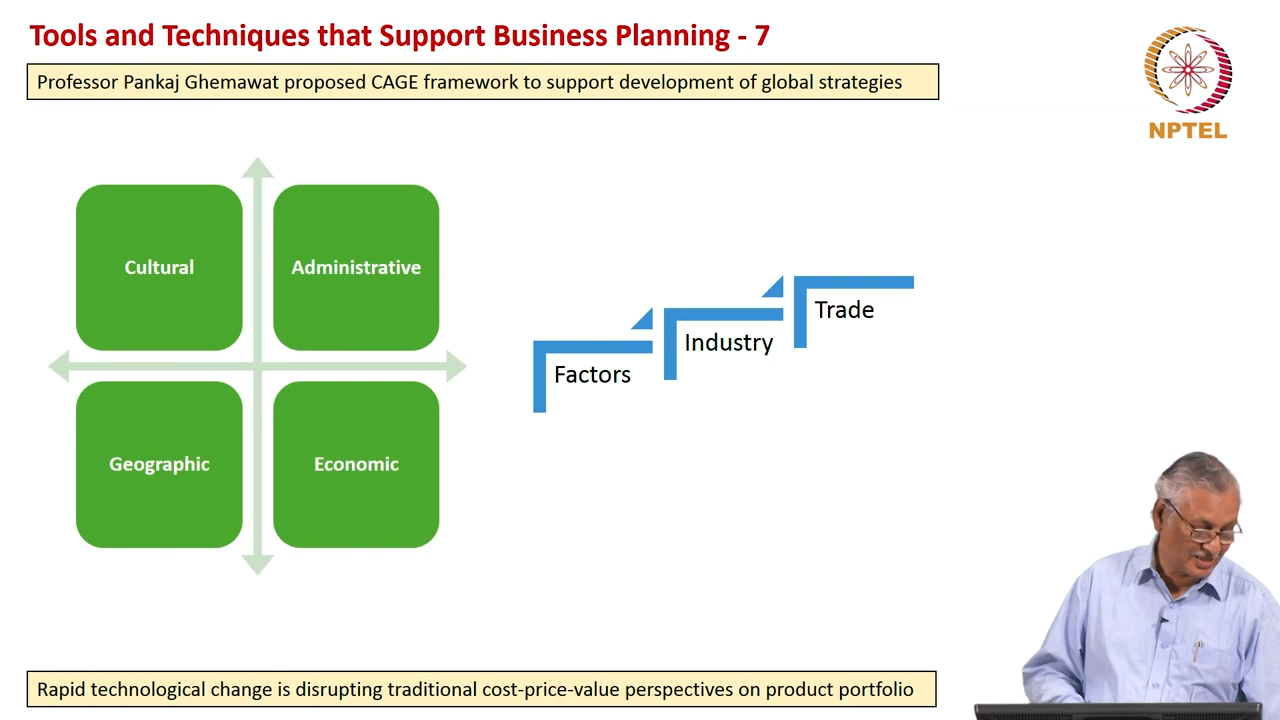 Tools and Techniques that Support Business Planning - 7
Professor Pankaj Ghemawat proposed CAGE framework to support development of global strategies
NPTEL
Cultural
Administrative
Geographic
Economic
Factors
Industry
Trade
Rapid technological change is disrupting traditional cost-price-value perspectives on product portfolio